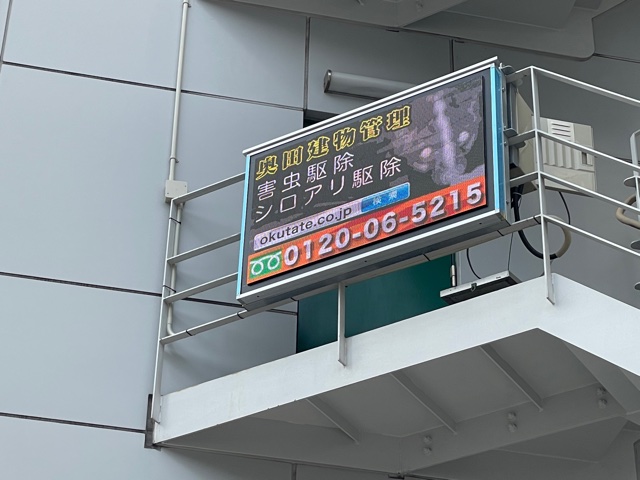 奥田建物管理
害虫駆除
シロアリ駆除
okutate.co.jp 検索
0120-06-5215